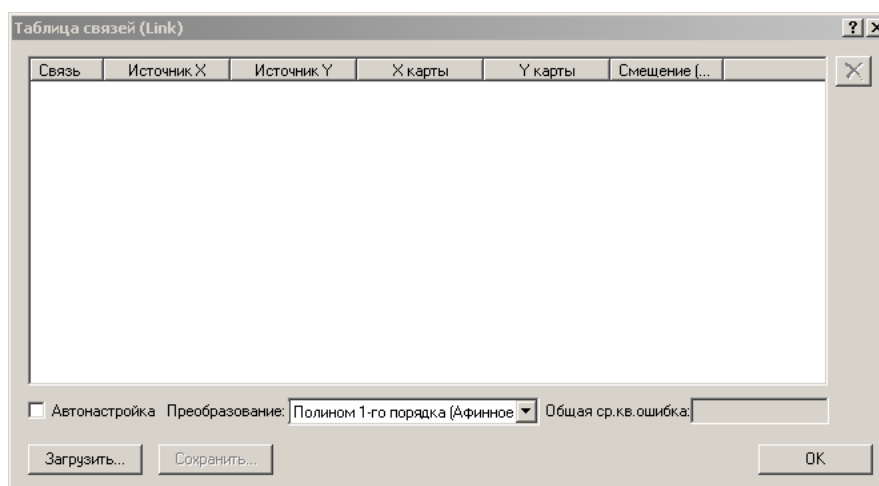 Таблица связей (Link)
Связь Источник X Источник Y X карты Y карты Смещение (...
Автонастройка Преобразование: Полином 1-го порядка (Афинное Общая ср.кв.ошибка:
Загрузить... Сохранить... OK